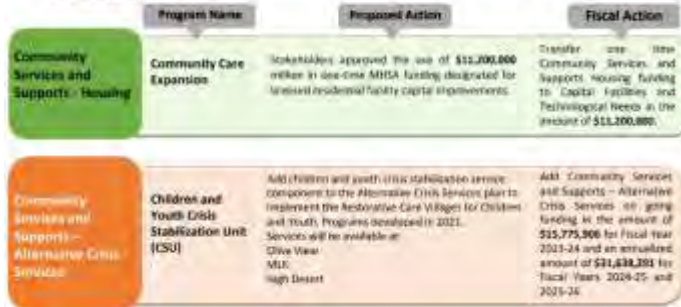 Program Name
Proposed Action
Fiscal Action
Community
Services and
Supports - Housing
Community Care
Expansion
Stakeholders approved the use of $11,200,000
million in one-time MHSA funding designated for
licensed residential facility capital improvements.
Transfer one time
Community Services and
Supports Housing funding
to Capital Facilities and
Technological Needs in the
amount of $11,200,000.
Community
Services and
Supports –
Alternative Crisis
Services
Children and
Youth Crisis
Stabilization Unit
(CSU)
Add children and youth crisis stabilization service
component to the Alternative Crisis Services plan to
implement the Restorative Care Villages for Children
and Youth. Programs developed in 2021.
Services will be available at
Olive View
MLK
High Desert
Add Community Services
and Supports – Alternative
Crisis Services on going
funding in the amount of
$15,775,906 for Fiscal Year
2023-24 and an annualized
amount of $31,638,291 for
Fiscal Years 2024-25 and
2025-26